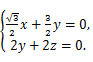 √3/2 x + 3/2 y = 0,
2y + 2z = 0.